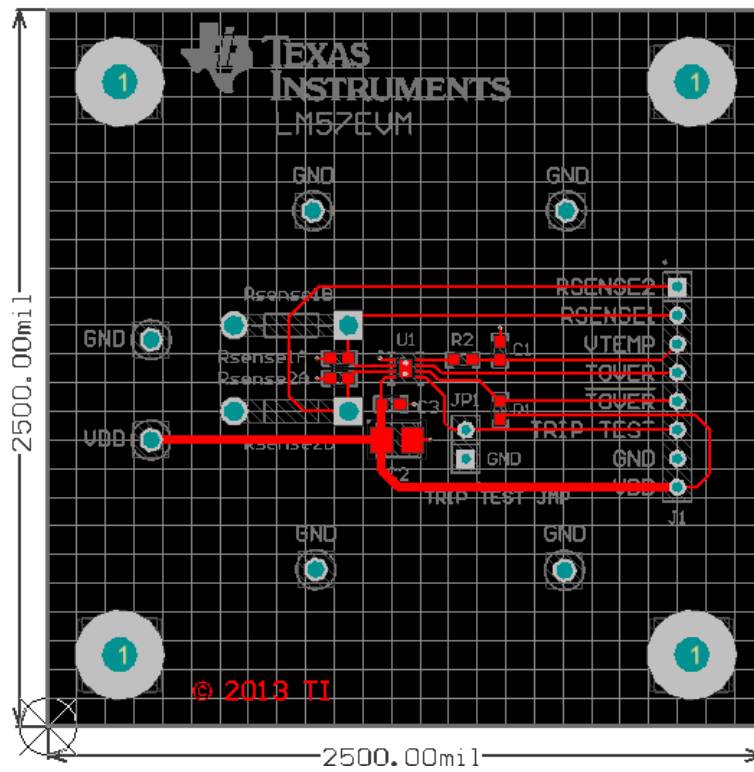 1
1
TEXAS
INSTRUMENTS
LM57EVM
GND
GND
RSENSE2
Rsense1B
RSENSE1
GND
U1
R2
C1
VTEMP
Rsense1A
TOVER
Rsense2A
JP1
TOVER
C3
TRIP TEST
VDD
GND
GND
VDD
TRIP TEST JMP
J1
GND
GND
1
1
© 2013 TI
2500.00mil
2500.00mil